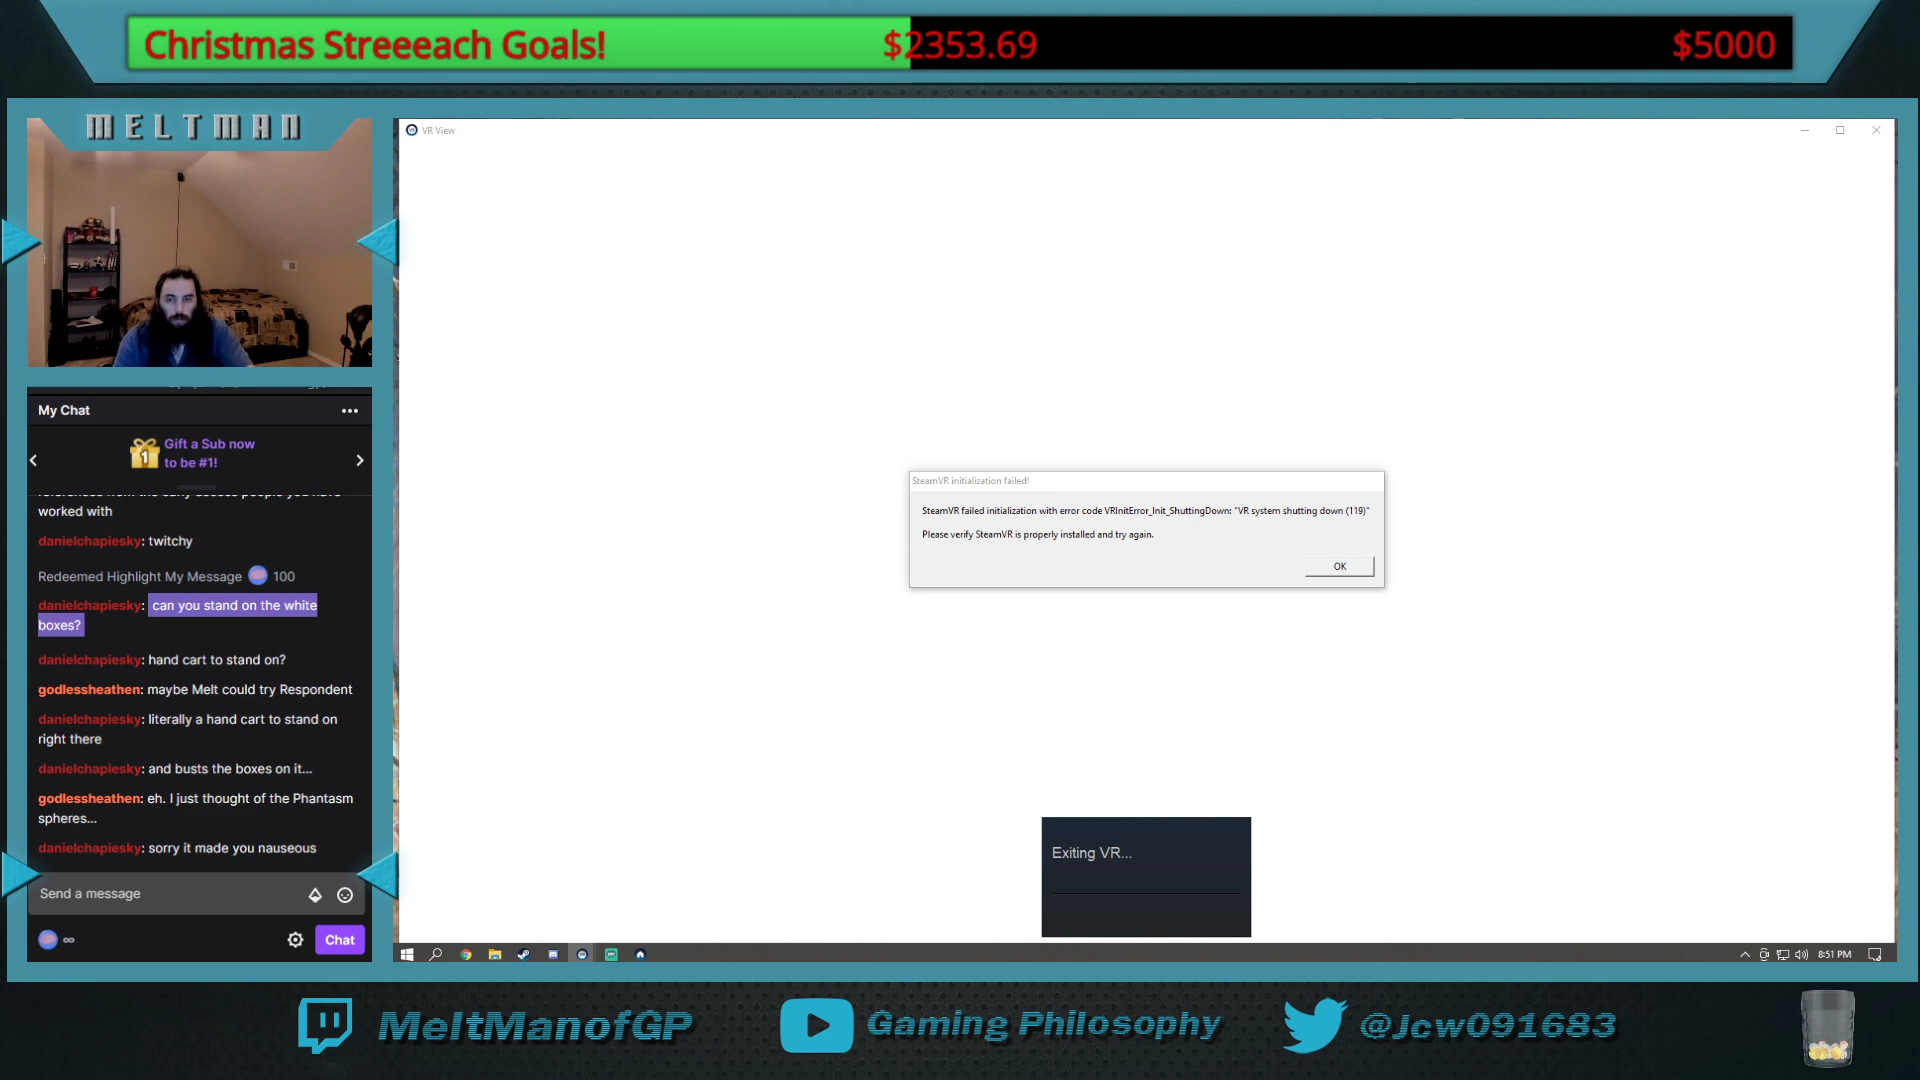 Christmas Streeeach Goals!
$2353.69
$5000
MELTMAN
My Chat
Gift a Sub now
to be #1!
1
worked with
danielchapiesky: twitchy
Redeemed Highlight My Message 100
danielchapiesky: can you stand on the white
boxes?
danielchapiesky: hand cart to stand on?
godlessheathen: maybe Melt could try Respondent
danielchapiesky: literally a hand cart to stand on
right there
danielchapiesky: and busts the boxes on it...
godlessheathen: eh. I just thought of the Phantasm
spheres...
danielchapiesky: sorry it made you nauseous
Send a message
∞
Chat
VR View
SteamVR initialization failed!
SteamVR failed initialization with error code VRInitError_Init_ShuttingDown: "VR system shutting down (119)"
Please verify SteamVR is properly installed and try again.
OK
Exiting VR...
8:51 PM
MeltManofGP
Gaming Philosophy
@Jcw091683